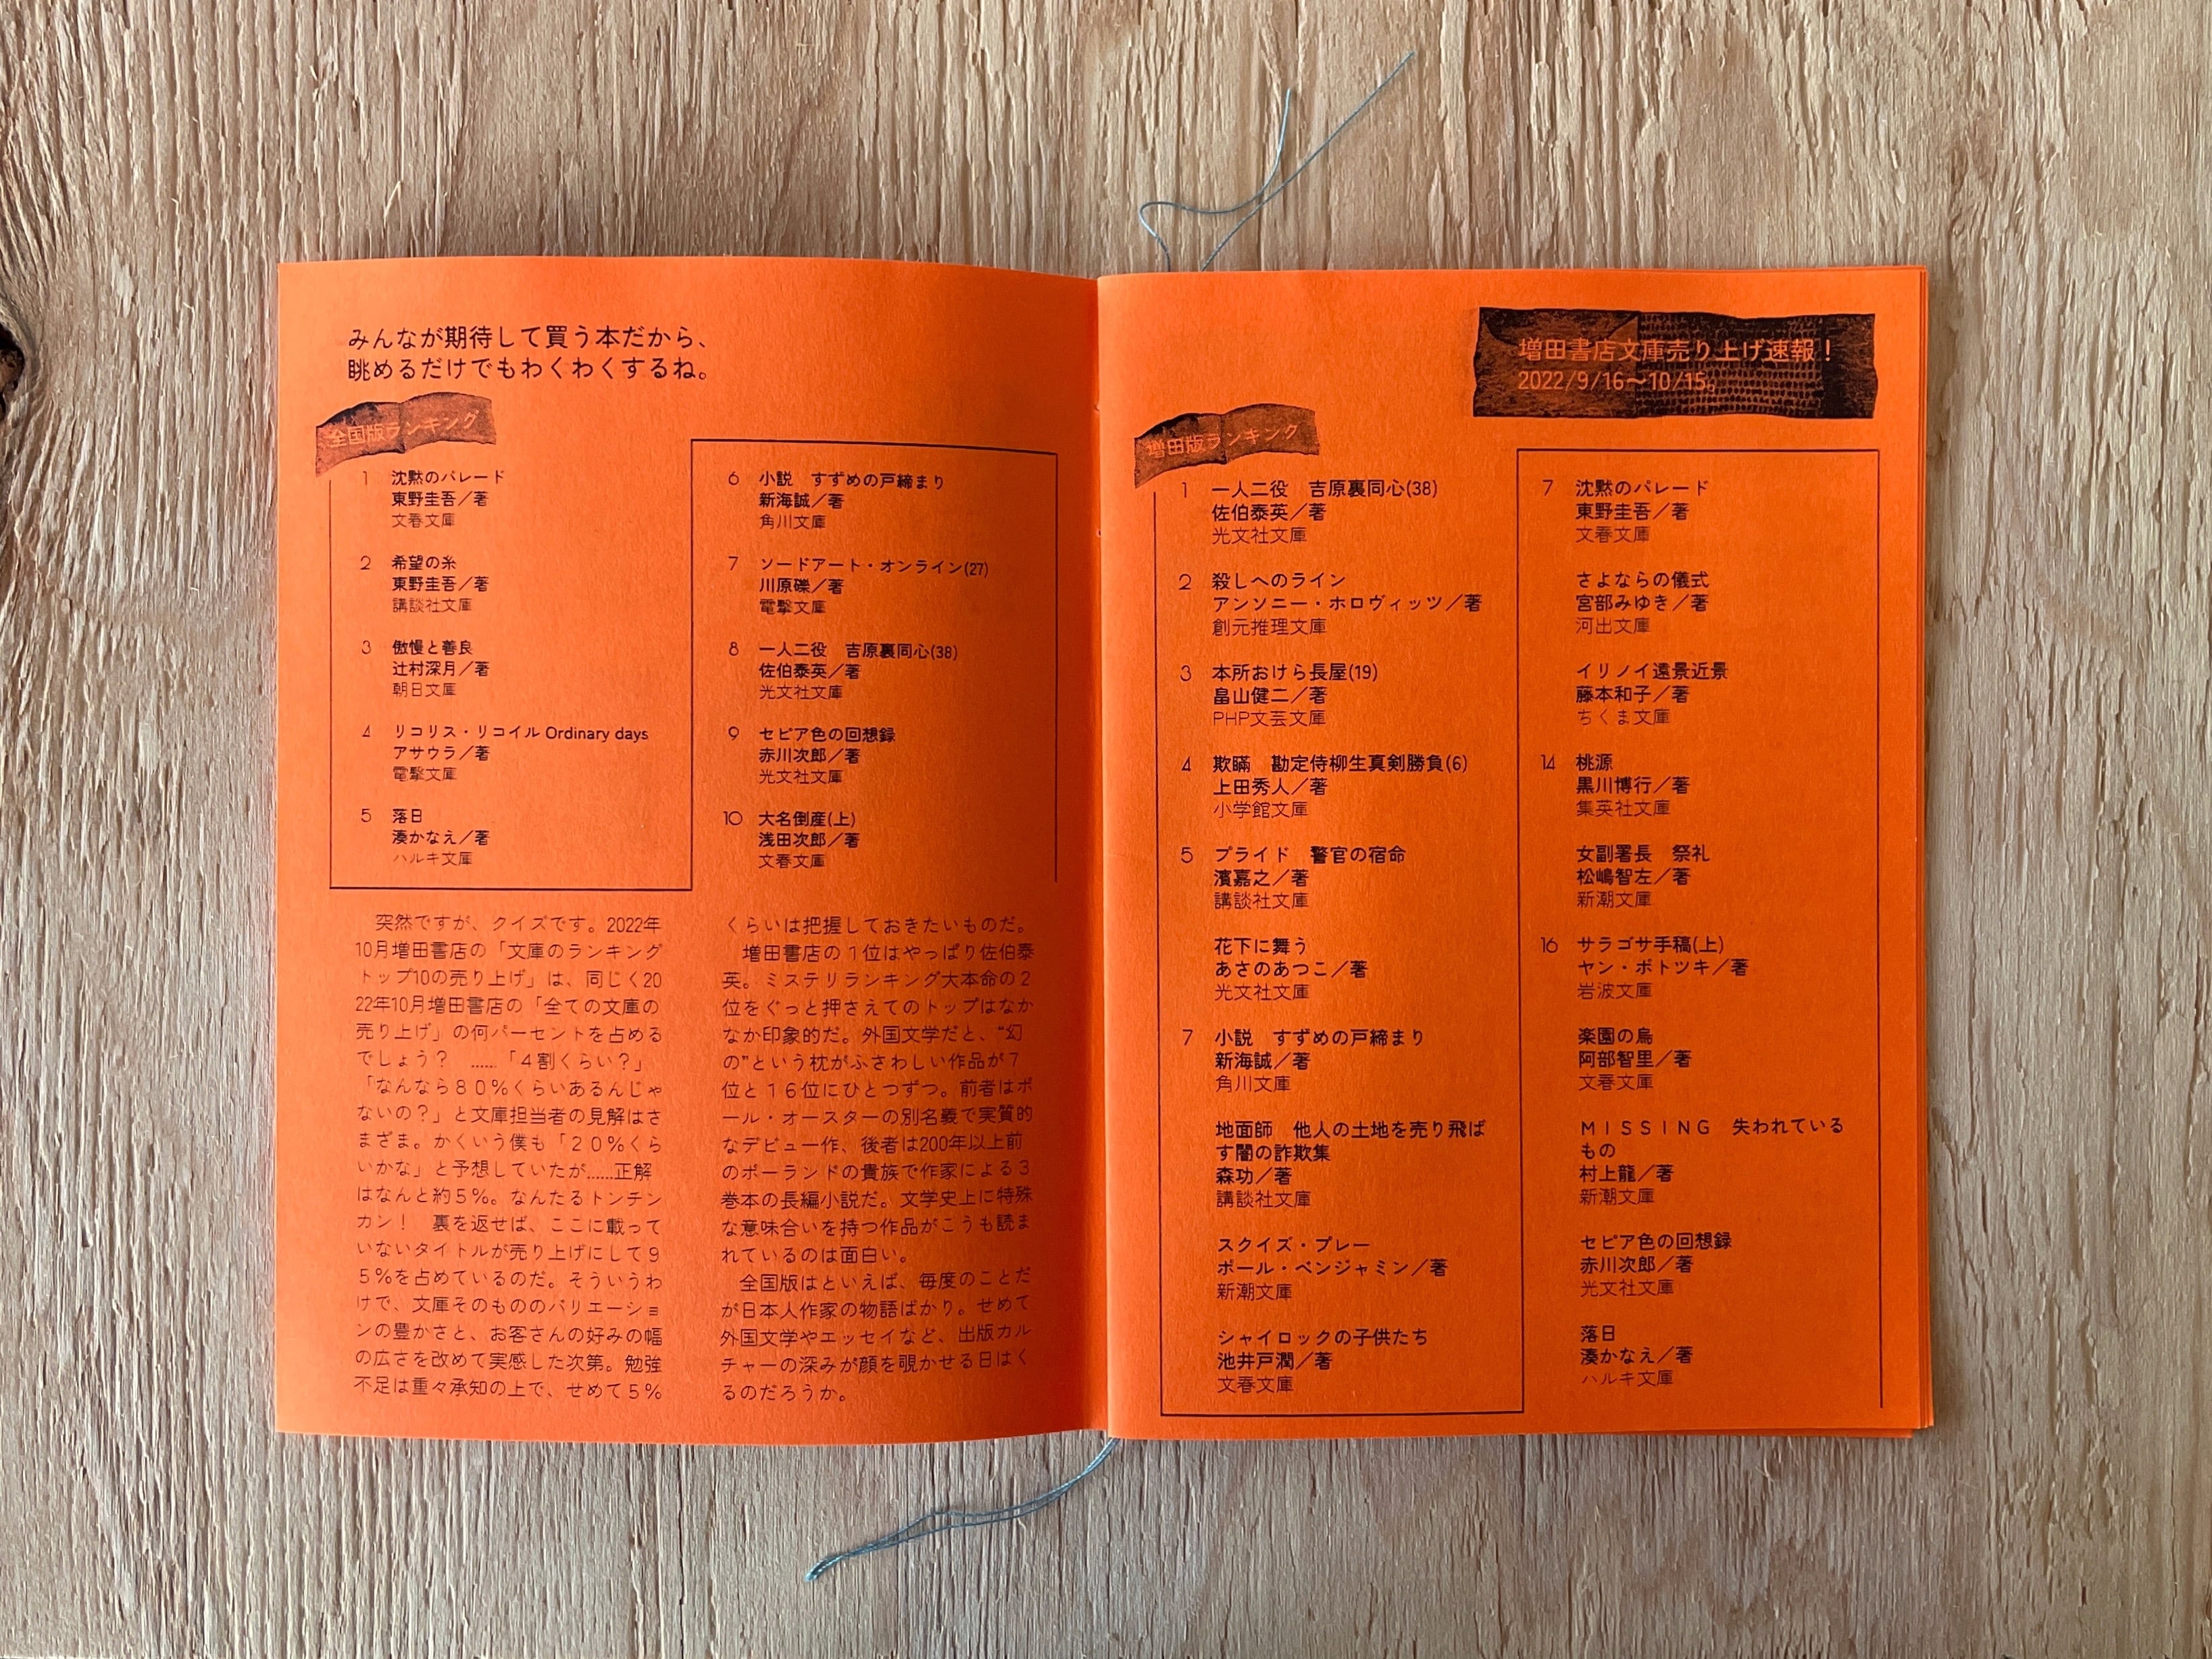 みんなが期待して買う本だから、
眺めるだけでもわくわくするね。
全国版ランキング
1 沈黙のパレード
東野圭吾／著
文春文庫
2 希望の糸
東野圭吾／著
講談社文庫
3 傲慢と善良
辻村深月／著
朝日文庫
4 リコリス・リコイル Ordinary days
アサウラ／著
電撃文庫
5 落日
湊かなえ／著
ハルキ文庫
6 小説　すずめの戸締まり
新海誠／著
角川文庫
7 ソードアート・オンライン(27)
川原礫／著
電撃文庫
8 一人二役　吉原裏同心(38)
佐伯泰英／著
光文社文庫
9 セピア色の回想録
赤川次郎／著
光文社文庫
10 大名倒産(上)
浅田次郎／著
文春文庫
突然ですが、クイズです。2022年
10月増田書店の「文庫のランキング
トップ10の売り上げ」は、同じく20
22年10月増田書店の「全ての文庫の
売り上げ」の何パーセントを占める
でしょう？　……「４割くらい？」
「なんなら８０％くらいあるんじゃ
ないの？」と文庫担当者の見解はさ
まざま。かくいう僕も「２０％くら
いかな」と予想していたが……正解
はなんと約５％。なんたるトンチン
カン！　裏を返せば、ここに載って
いないタイトルが売り上げにして９
５％を占めているのだ。そういうわ
けで、文庫そのもののバリエーショ
ンの豊かさと、お客さんの好みの幅
の広さを改めて実感した次第。勉強
不足は重々承知の上で、せめて５％
くらいは把握しておきたいものだ。
増田書店の１位はやっぱり佐伯泰
英。ミステリランキング大本命の２
位をぐっと押さえてのトップはなか
なか印象的だ。外国文学だと、“幻
の”という枕がふさわしい作品が７
位と１６位にひとつずつ。前者はポ
ール・オースターの別名義で実質的
なデビュー作、後者は200年以上前
のポーランドの貴族で作家による３
巻本の長編小説だ。文学史上に特殊
な意味合いを持つ作品がこうも読ま
れているのは面白い。
全国版はといえば、毎度のことだ
が日本人作家の物語ばかり。せめて
外国文学やエッセイなど、出版カル
チャーの深みが顔を覗かせる日はく
るのだろうか。
増田書店文庫売り上げ速報！
2022/9/16〜10/15。
増田版ランキング
1 一人二役　吉原裏同心(38)
佐伯泰英／著
光文社文庫
2 殺しへのライン
アンソニー・ホロヴィッツ／著
創元推理文庫
3 本所おけら長屋(19)
畠山健二／著
PHP文芸文庫
4 欺瞞　勘定侍柳生真剣勝負(6)
上田秀人／著
小学館文庫
5 プライド　警官の宿命
濱嘉之／著
講談社文庫
花下に舞う
あさのあつこ／著
光文社文庫
7 小説　すずめの戸締まり
新海誠／著
角川文庫
地面師　他人の土地を売り飛ば
す闇の詐欺集
森功／著
講談社文庫
スクイズ・プレー
ポール・ベンジャミン／著
新潮文庫
シャイロックの子供たち
池井戸潤／著
文春文庫
7 沈黙のパレード
東野圭吾／著
文春文庫
さよならの儀式
宮部みゆき／著
河出文庫
イリノイ遠景近景
藤本和子／著
ちくま文庫
14 桃源
黒川博行／著
集英社文庫
女副署長　祭礼
松嶋智左／著
新潮文庫
16 サラゴサ手稿(上)
ヤン・ポトツキ／著
岩波文庫
楽園の烏
阿部智里／著
文春文庫
ＭＩＳＳＩＮＧ　失われている
もの
村上龍／著
新潮文庫
セピア色の回想録
赤川次郎／著
光文社文庫
落日
湊かなえ／著
ハルキ文庫